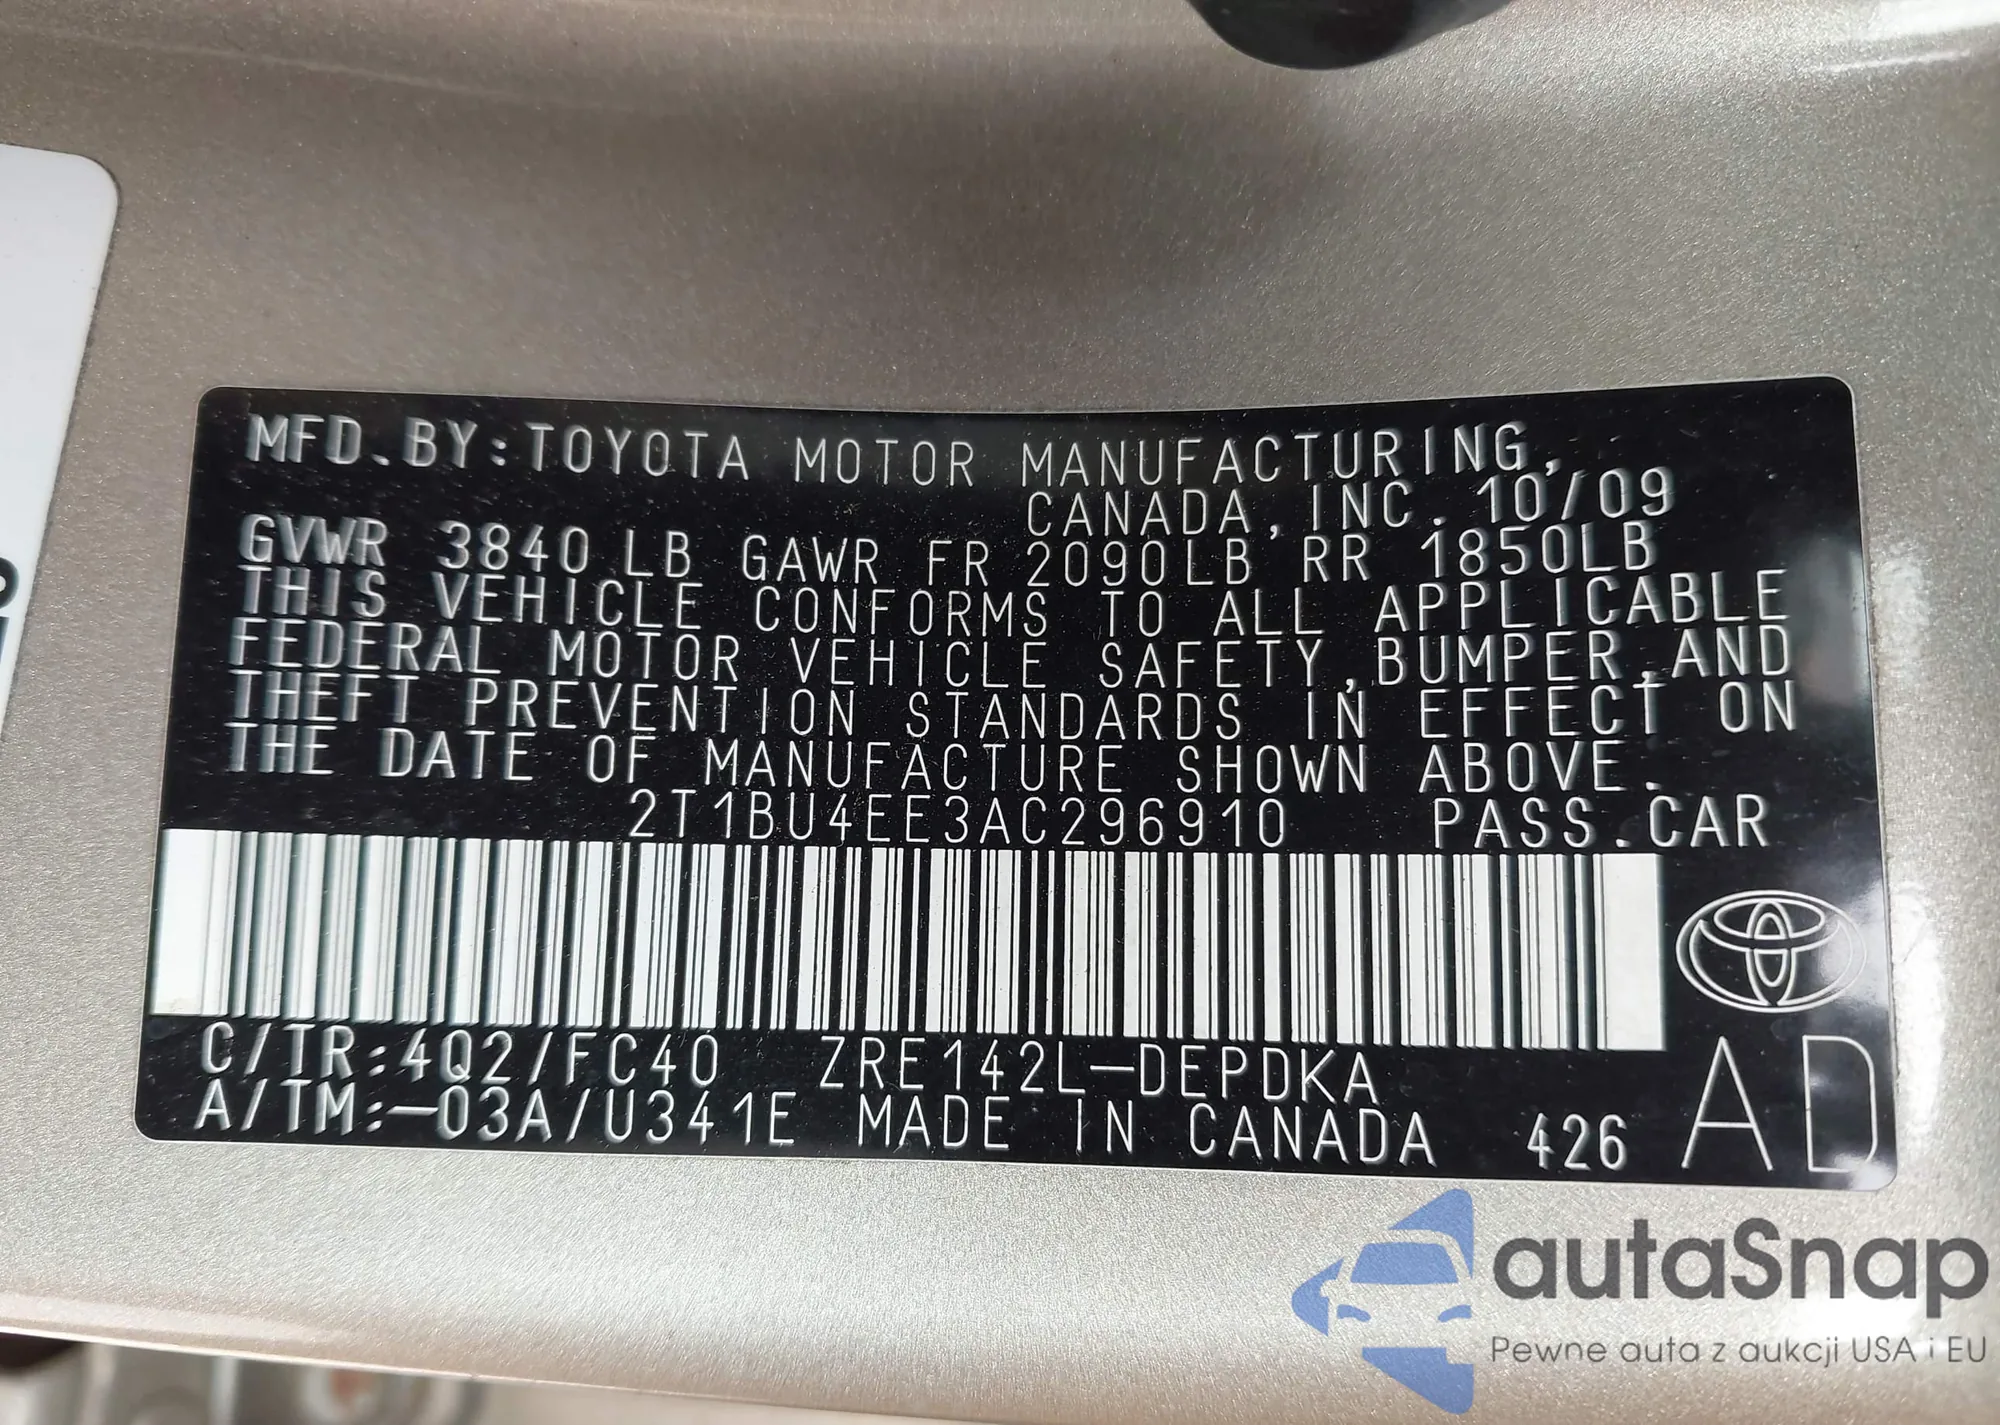 MFD.BY:TOYOTA MOTOR MANUFACTURING,
CANADA,INC. 10/09
GVWR 3840 LB GAWR FR 2090LB RR 1850LB
THIS VEHICLE CONFORMS TO ALL APPLICABLE
FEDERAL MOTOR VEHICLE SAFETY,BUMPER,AND
THEFT PREVENTION STANDARDS IN EFFECT ON
THE DATE OF MANUFACTURE SHOWN ABOVE.
2T1BU4EE3AC296910 PASS.CAR
C/TR:4Q2/FC40 ZRE142L-DEPDKA
A/TM:-03A/U341E MADE IN CANADA 426 AD
autaSnap
Pewne auta z aukcji USA i EU